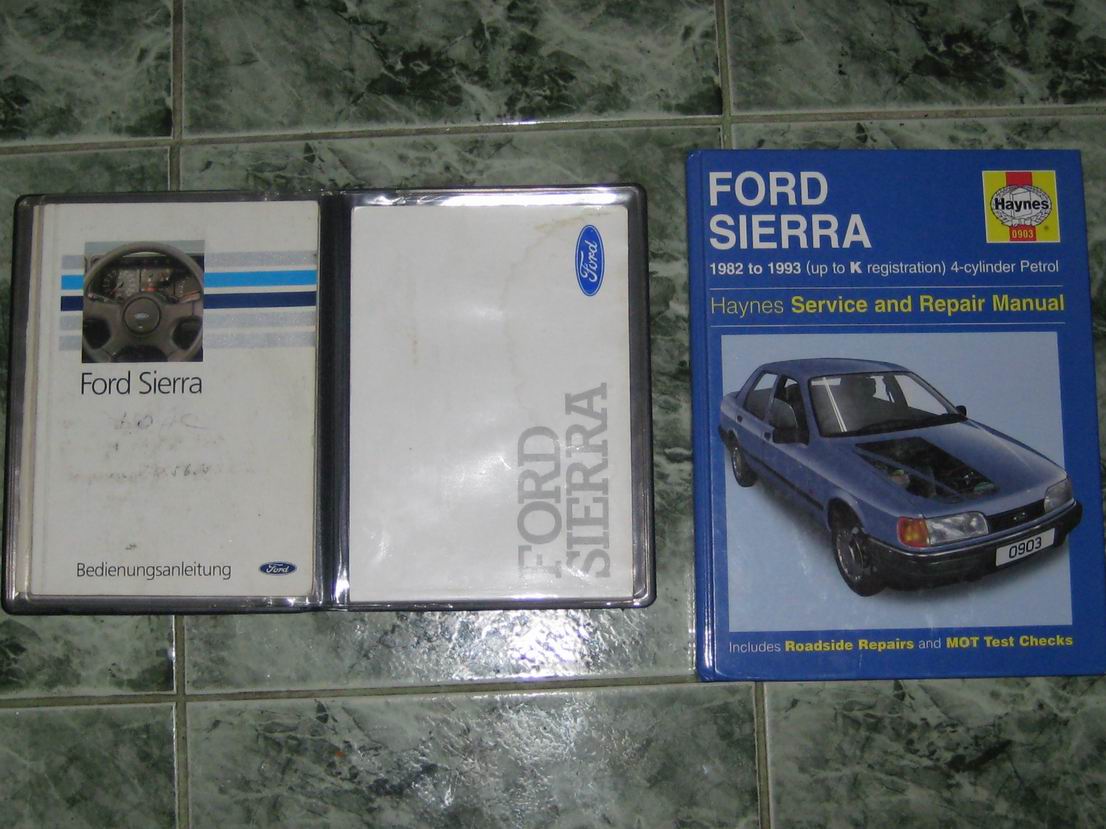 Ford Sierra
Bedienungsanleitung
Ford
Ford
FORD
SIERRA
FORD
SIERRA
Haynes
0903
1982 to 1993 (up to K registration) 4-cylinder Petrol
Haynes Service and Repair Manual
0903
Includes Roadside Repairs and MOT Test Checks